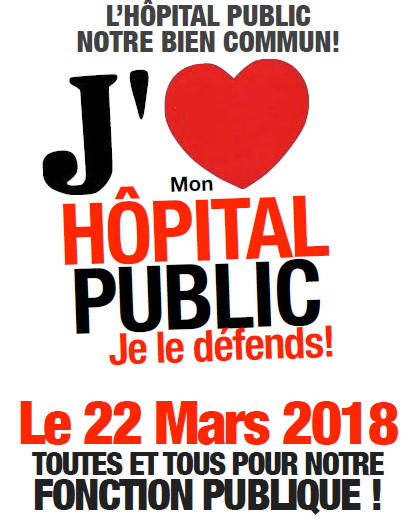 L'HÔPITAL PUBLIC
NOTRE BIEN COMMUN!
J'
Mon
HÔPITAL
PUBLIC
Je le défends!
Le 22 Mars 2018
TOUTES ET TOUS POUR NOTRE
FONCTION PUBLIQUE !